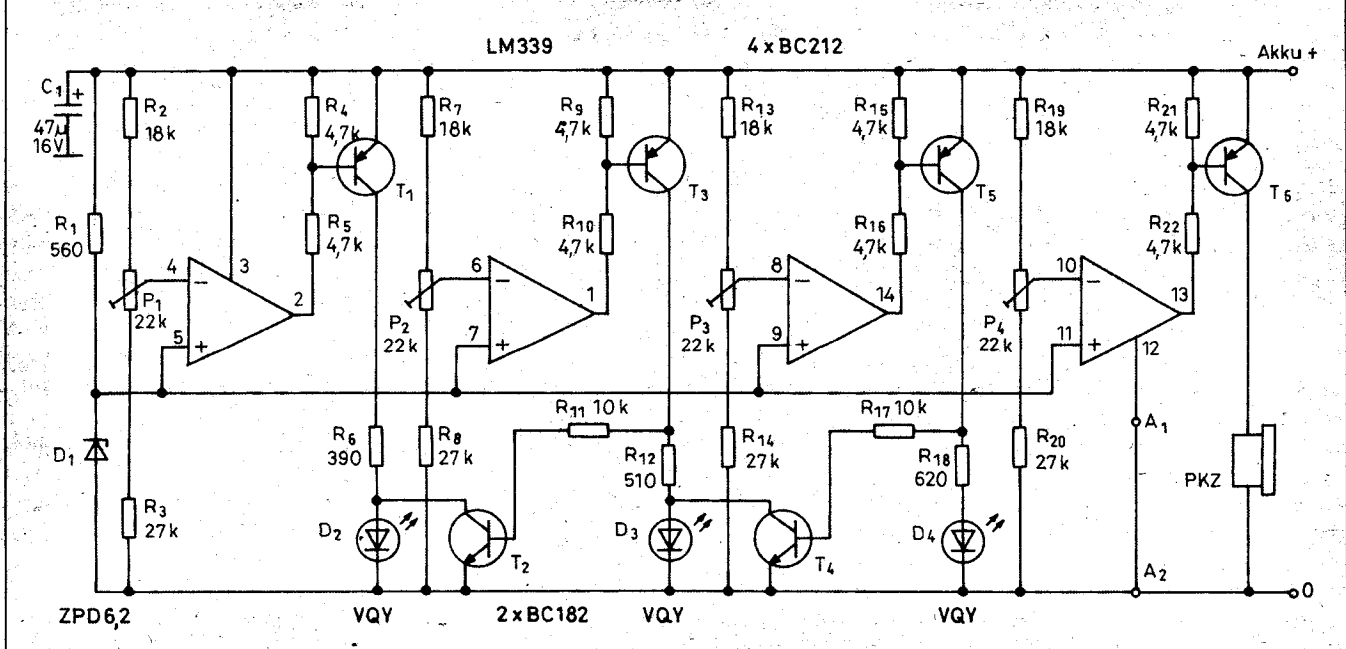 LM339
4 x BC212
Akku +
C1 +
47µ
16V
R2
18k
R4
4,7k
R7
18k
R9
4,7k
R13
18k
R15
4,7k
R19
18k
R21
4,7k
T1
T3
T5
T6
R1
560
R5
4,7k
R10
4,7k
R16
4,7k
R22
4,7k
4
3
2
5
−
+
P1
22k
6
1
7
−
+
P2
22k
8
14
9
−
+
P3
22k
10
13
11
12
−
+
P4
22k
R11 10k
R17 10k
A1
D1
R6
390
R8
27k
R12
510
R14
27k
R18
620
R20
27k
PKZ
R3
27k
D2
T2
D3
T4
D4
A2
0
ZPD6,2
VQY
2 x BC182
VQY
VQY